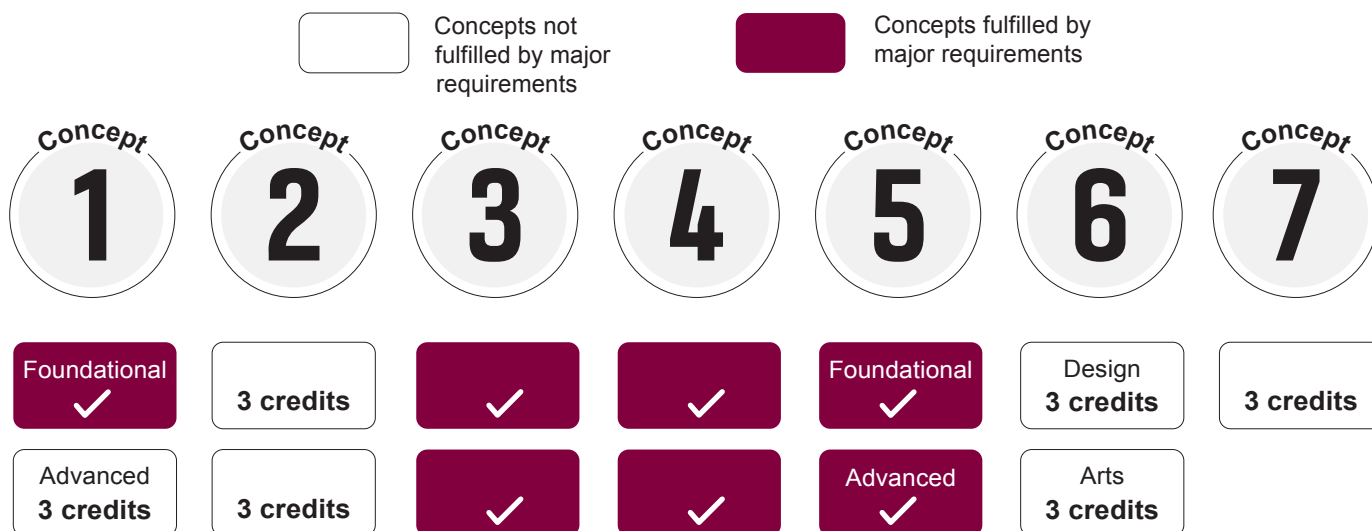 Concepts not
fulfilled by major
requirements
Concepts fulfilled by
major requirements
Concept
1
Concept
2
Concept
3
Concept
4
Concept
5
Concept
6
Concept
7
Foundational
3 credits
Foundational
Design
3 credits
3 credits
Advanced
3 credits
3 credits
Advanced
Arts
3 credits